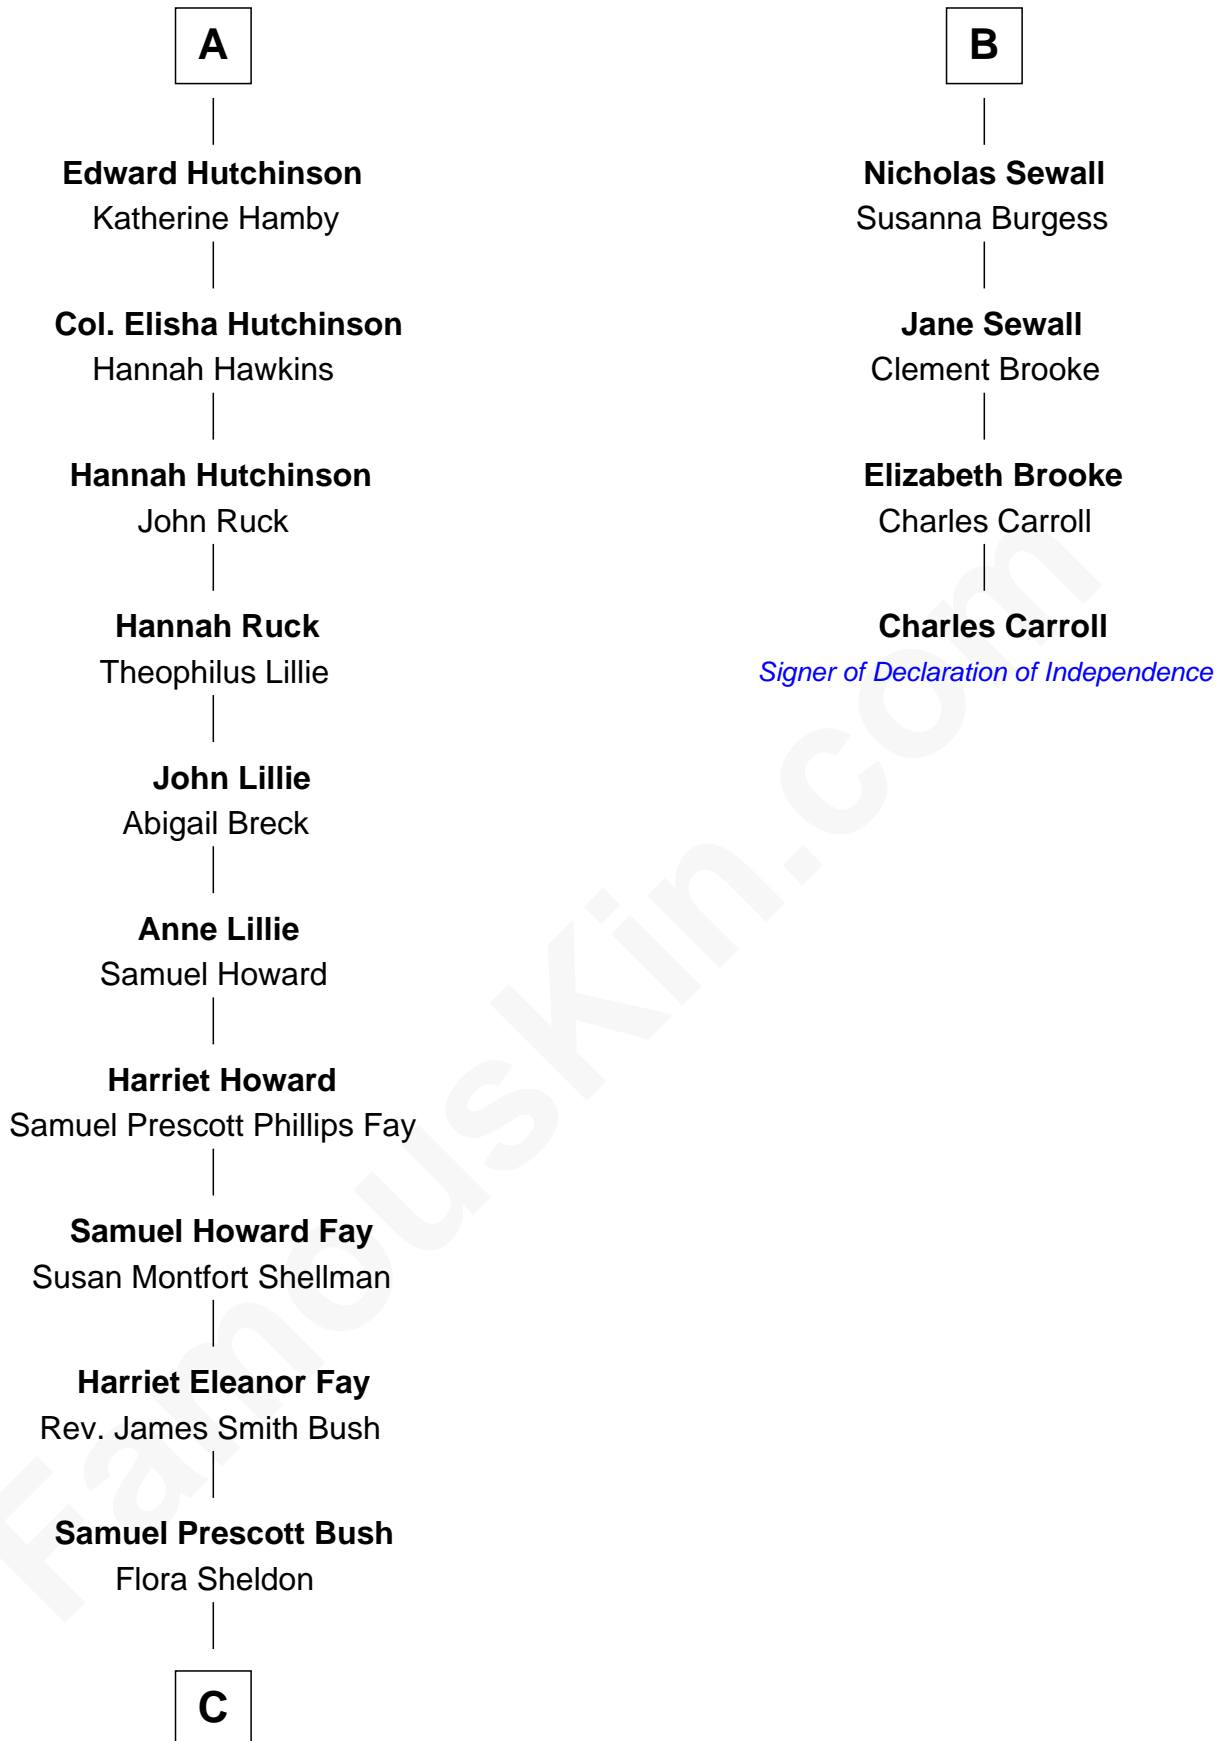 A
Edward Hutchinson
Katherine Hamby
Col. Elisha Hutchinson
Hannah Hawkins
Hannah Hutchinson
John Ruck
Hannah Ruck
Theophilus Lillie
John Lillie
Abigail Breck
Anne Lillie
Samuel Howard
Harriet Howard
Samuel Prescott Phillips Fay
Samuel Howard Fay
Susan Montfort Shellman
Harriet Eleanor Fay
Rev. James Smith Bush
Samuel Prescott Bush
Flora Sheldon
C
B
Nicholas Sewall
Susanna Burgess
Jane Sewall
Clement Brooke
Elizabeth Brooke
Charles Carroll
Charles Carroll
Signer of Declaration of Independence
FamousKin.com